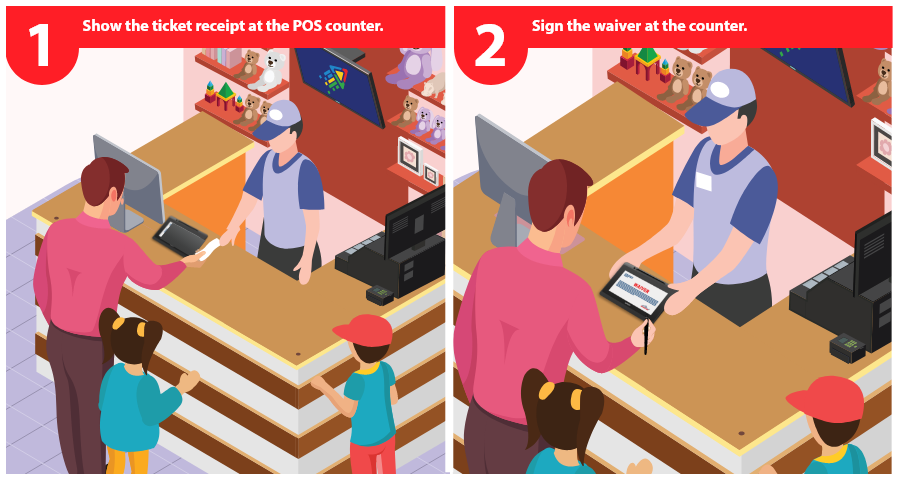 1
Show the ticket receipt at the POS counter.
2
Sign the waiver at the counter.
WAIVER